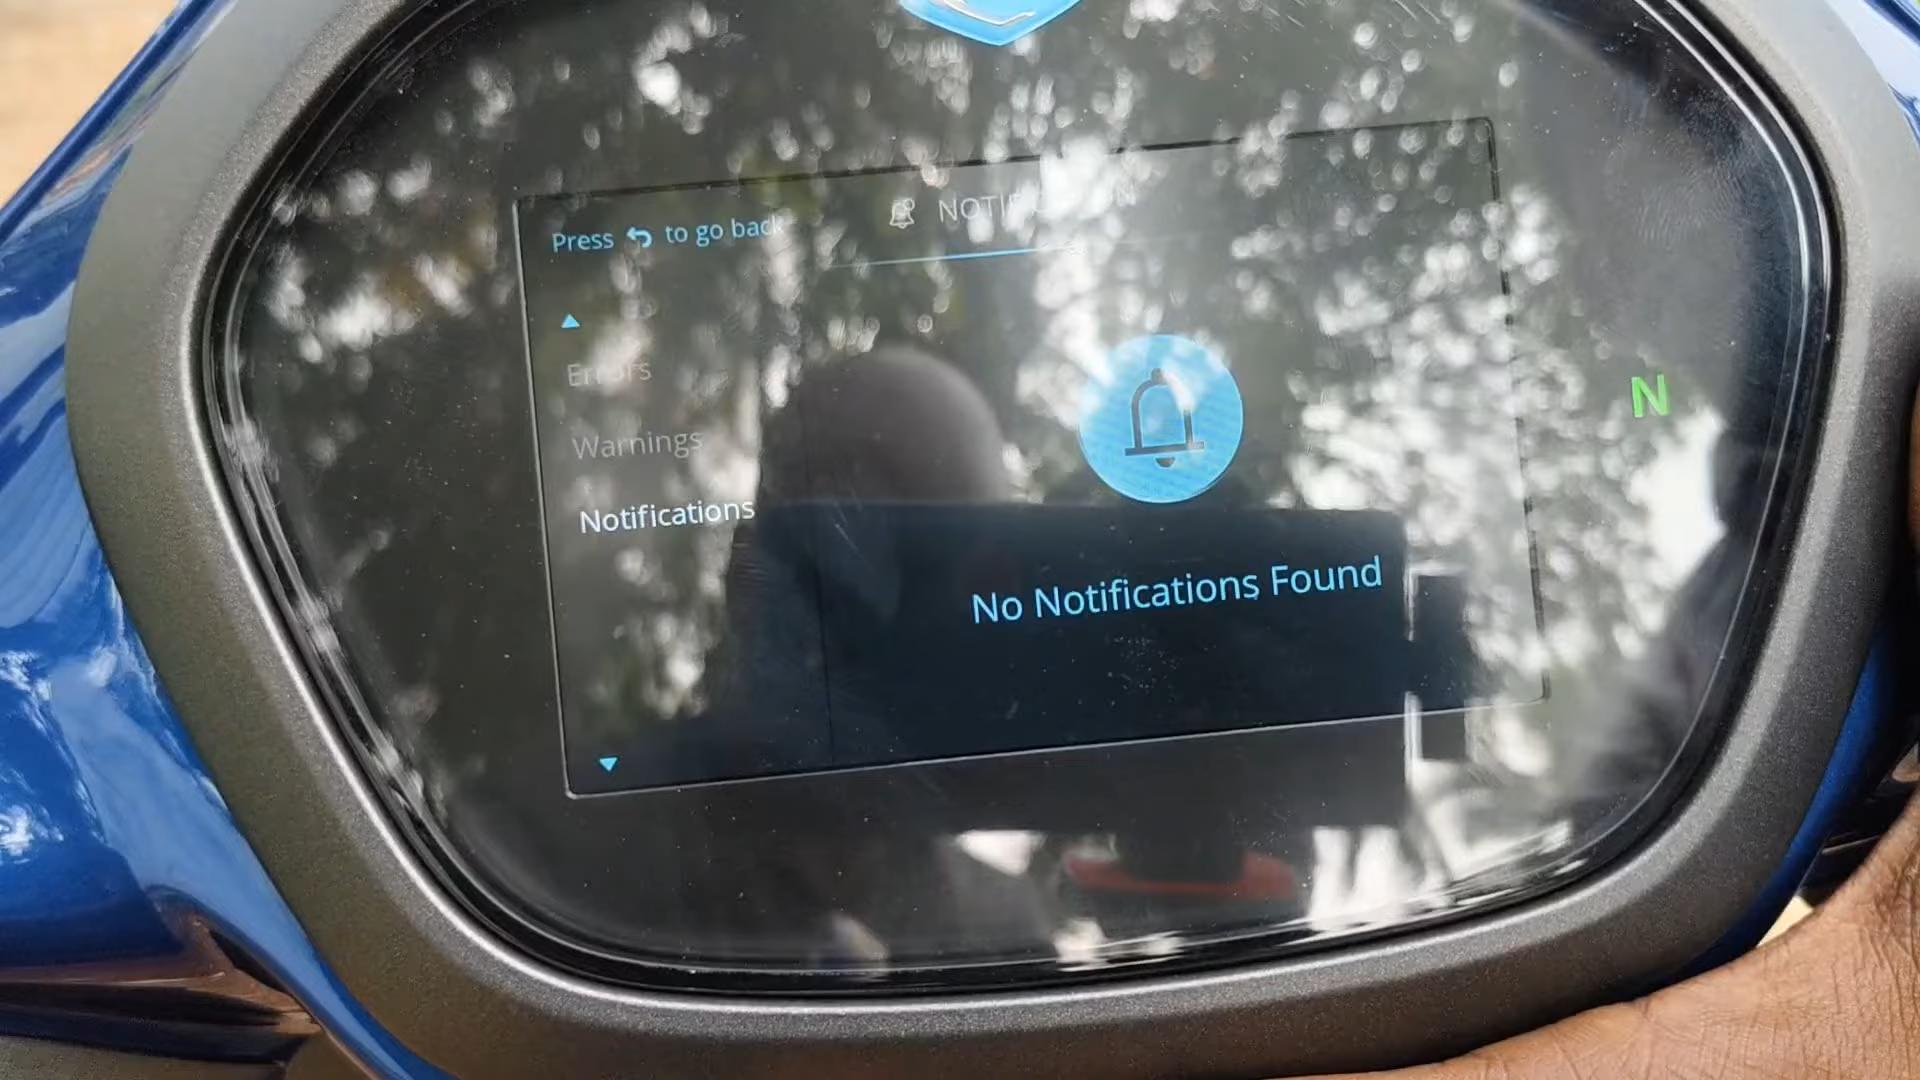 Press to go back
NOTIFICATION
Errors
Warnings
Notifications
No Notifications Found
N